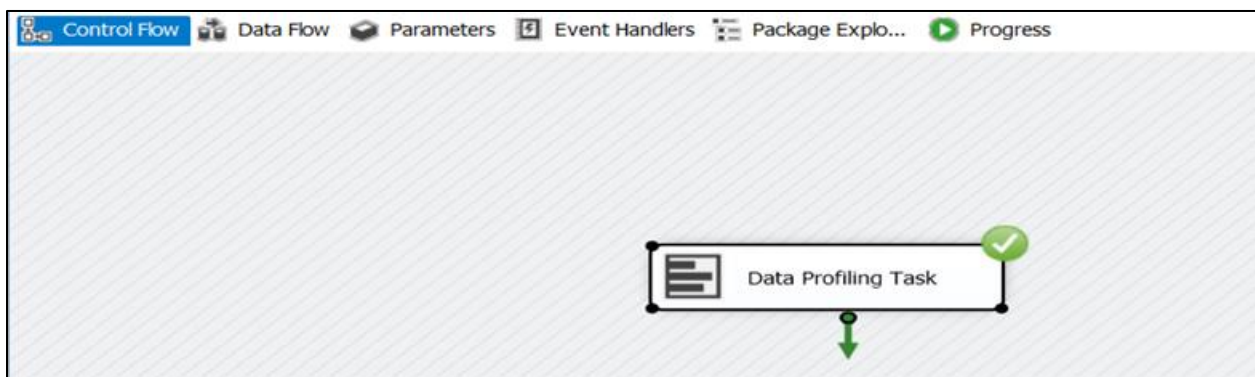 Control Flow Data Flow Parameters Event Handlers Package Explo... Progress
Data Profiling Task